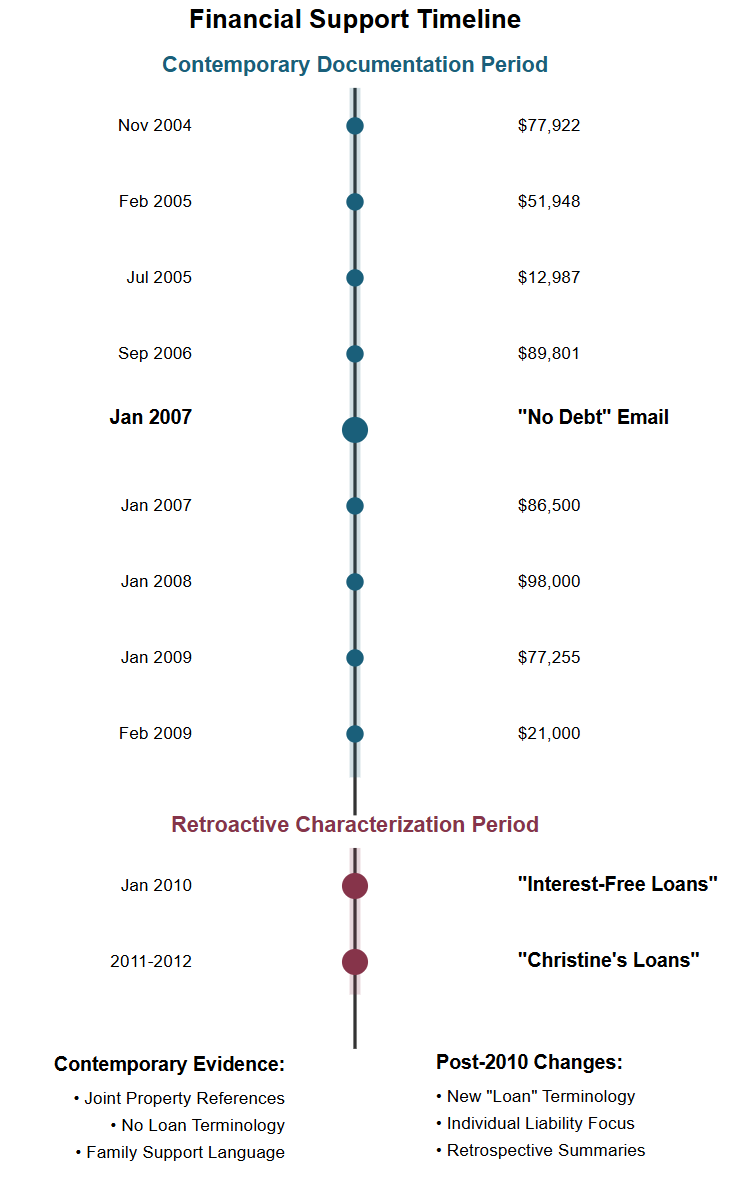 Financial Support Timeline
Contemporary Documentation Period
Nov 2004 $77,922
Feb 2005 $51,948
Jul 2005 $12,987
Sep 2006 $89,801
Jan 2007 "No Debt" Email
Jan 2007 $86,500
Jan 2008 $98,000
Jan 2009 $77,255
Feb 2009 $21,000
Retroactive Characterization Period
Jan 2010 "Interest-Free Loans"
2011-2012 "Christine's Loans"
Contemporary Evidence:
• Joint Property References
• No Loan Terminology
• Family Support Language
Post-2010 Changes:
• New "Loan" Terminology
• Individual Liability Focus
• Retrospective Summaries